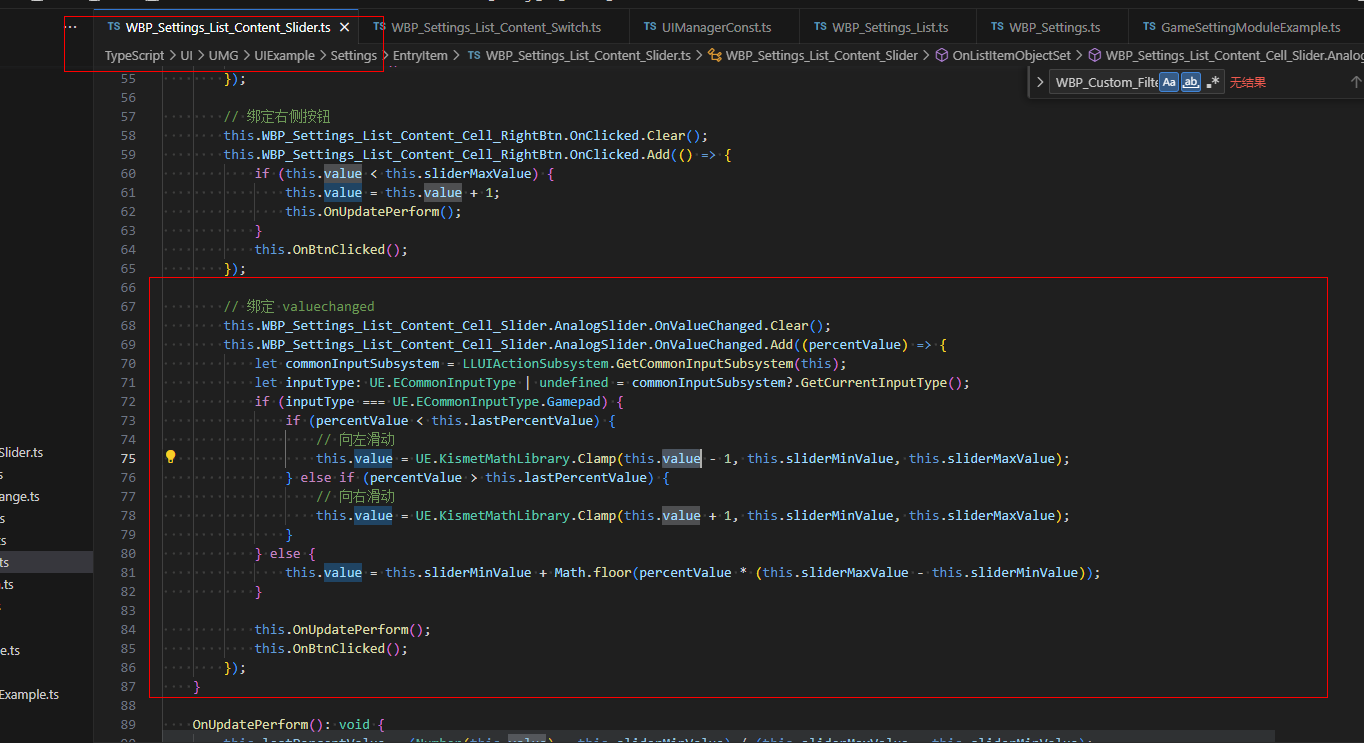 ··· TS WBP_Settings_List_Content_Slider.ts × TS WBP_Settings_List_Content_Switch.ts TS UIManagerConst.ts TS WBP_Settings_List.ts TS WBP_Settings.ts TS GameSettingModuleExample.ts
TypeScript > UI > UMG > UIExample > Settings > EntryItem > TS WBP_Settings_List_Content_Slider.ts > WBP_Settings_List_Content_Slider > OnListItemObjectSet > WBP_Settings_List_Content_Cell_Slider.Analog
> WBP_Custom_Filte Aa ab .* 无结果
55 });
56
57 // 绑定右侧按钮
58 this.WBP_Settings_List_Content_Cell_RightBtn.OnClicked.Clear();
59 this.WBP_Settings_List_Content_Cell_RightBtn.OnClicked.Add(() => {
60 if (this.value < this.sliderMaxValue) {
61 this.value = this.value + 1;
62 this.OnUpdatePerform();
63 }
64 this.OnBtnClicked();
65 });
66
67 // 绑定 valuechanged
68 this.WBP_Settings_List_Content_Cell_Slider.AnalogSlider.OnValueChanged.Clear();
69 this.WBP_Settings_List_Content_Cell_Slider.AnalogSlider.OnValueChanged.Add((percentValue) => {
70 let commonInputSubsystem = LLUIActionSubsystem.GetCommonInputSubsystem(this);
71 let inputType: UE.ECommonInputType | undefined = commonInputSubsystem?.GetCurrentInputType();
72 if (inputType === UE.ECommonInputType.Gamepad) {
73 if (percentValue < this.lastPercentValue) {
74 // 向左滑动
75 this.value = UE.KismetMathLibrary.Clamp(this.value - 1, this.sliderMinValue, this.sliderMaxValue);
76 } else if (percentValue > this.lastPercentValue) {
77 // 向右滑动
78 this.value = UE.KismetMathLibrary.Clamp(this.value + 1, this.sliderMinValue, this.sliderMaxValue);
79 }
80 } else {
81 this.value = this.sliderMinValue + Math.floor(percentValue * (this.sliderMaxValue - this.sliderMinValue));
82 }
83
84 this.OnUpdatePerform();
85 this.OnBtnClicked();
86 });
87 }
88
89 OnUpdatePerform(): void {
Slider.ts
s
ange.ts
s
ts
ts
.ts
e.ts
Example.ts